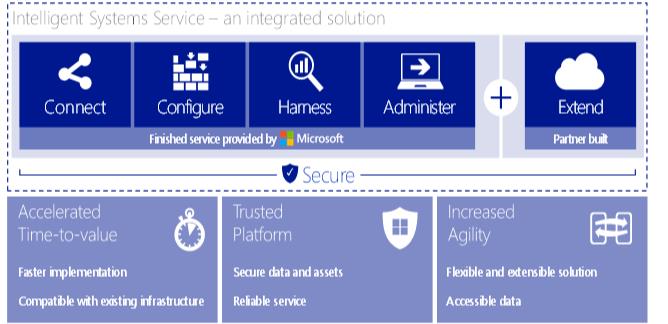 Intelligent Systems Service – an integrated solution
Connect
Configure
Harness
Administer
Extend
Finished service provided by Microsoft
Partner built
Secure
Accelerated
Time-to-value
Faster implementation
Compatible with existing infrastructure
Trusted
Platform
Secure data and assets
Reliable service
Increased
Agility
Flexible and extensible solution
Accessible data